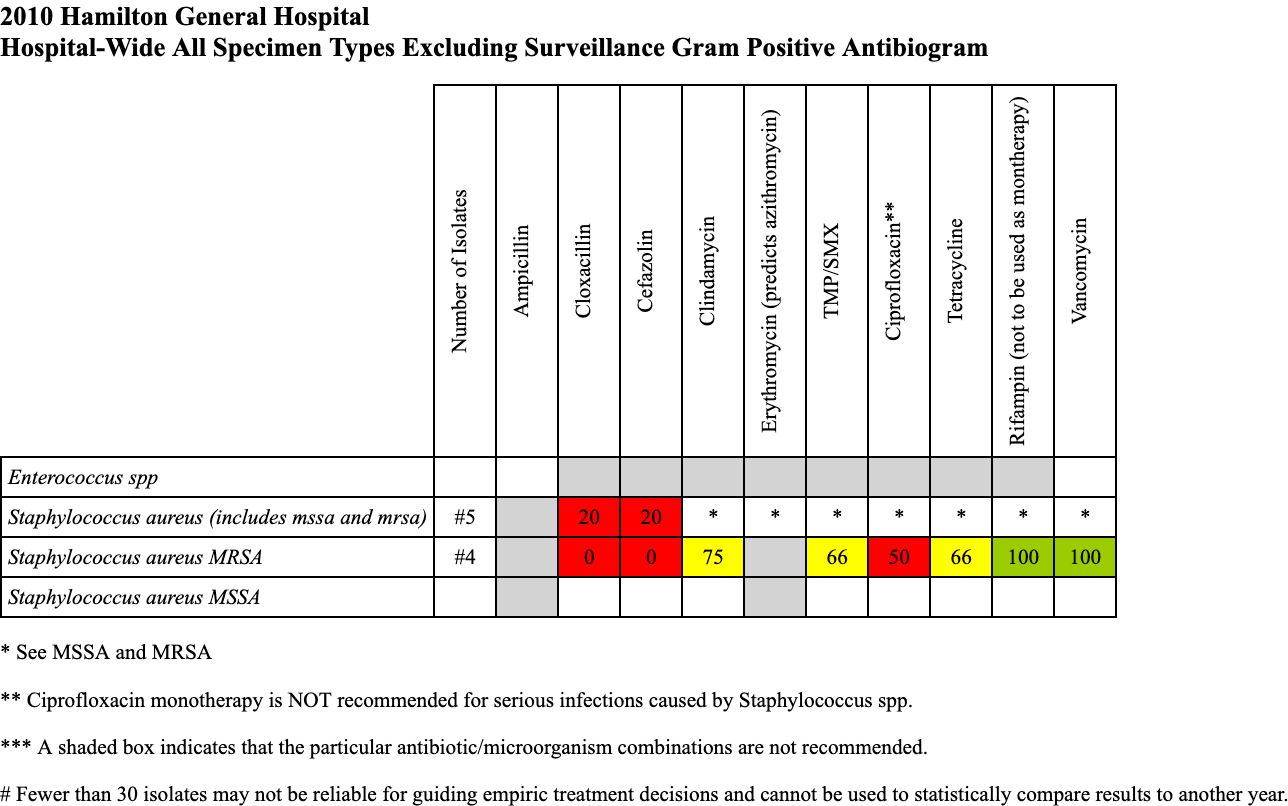 2010 Hamilton General Hospital
Hospital-Wide All Specimen Types Excluding Surveillance Gram Positive Antibiogram
Number of Isolates
Ampicillin
Cloxacillin
Cefazolin
Clindamycin
Erythromycin (predicts azithromycin)
TMP/SMX
Ciprofloxacin**
Tetracycline
Rifampin (not to be used as montherapy)
Vancomycin
Enterococcus spp
Staphylococcus aureus (includes mssa and mrsa) #5 20 20 * * * * * * *
Staphylococcus aureus MRSA #4 0 0 75 66 50 66 100 100
Staphylococcus aureus MSSA
* See MSSA and MRSA
** Ciprofloxacin monotherapy is NOT recommended for serious infections caused by Staphylococcus spp.
*** A shaded box indicates that the particular antibiotic/microorganism combinations are not recommended.
# Fewer than 30 isolates may not be reliable for guiding empiric treatment decisions and cannot be used to statistically compare results to another year.